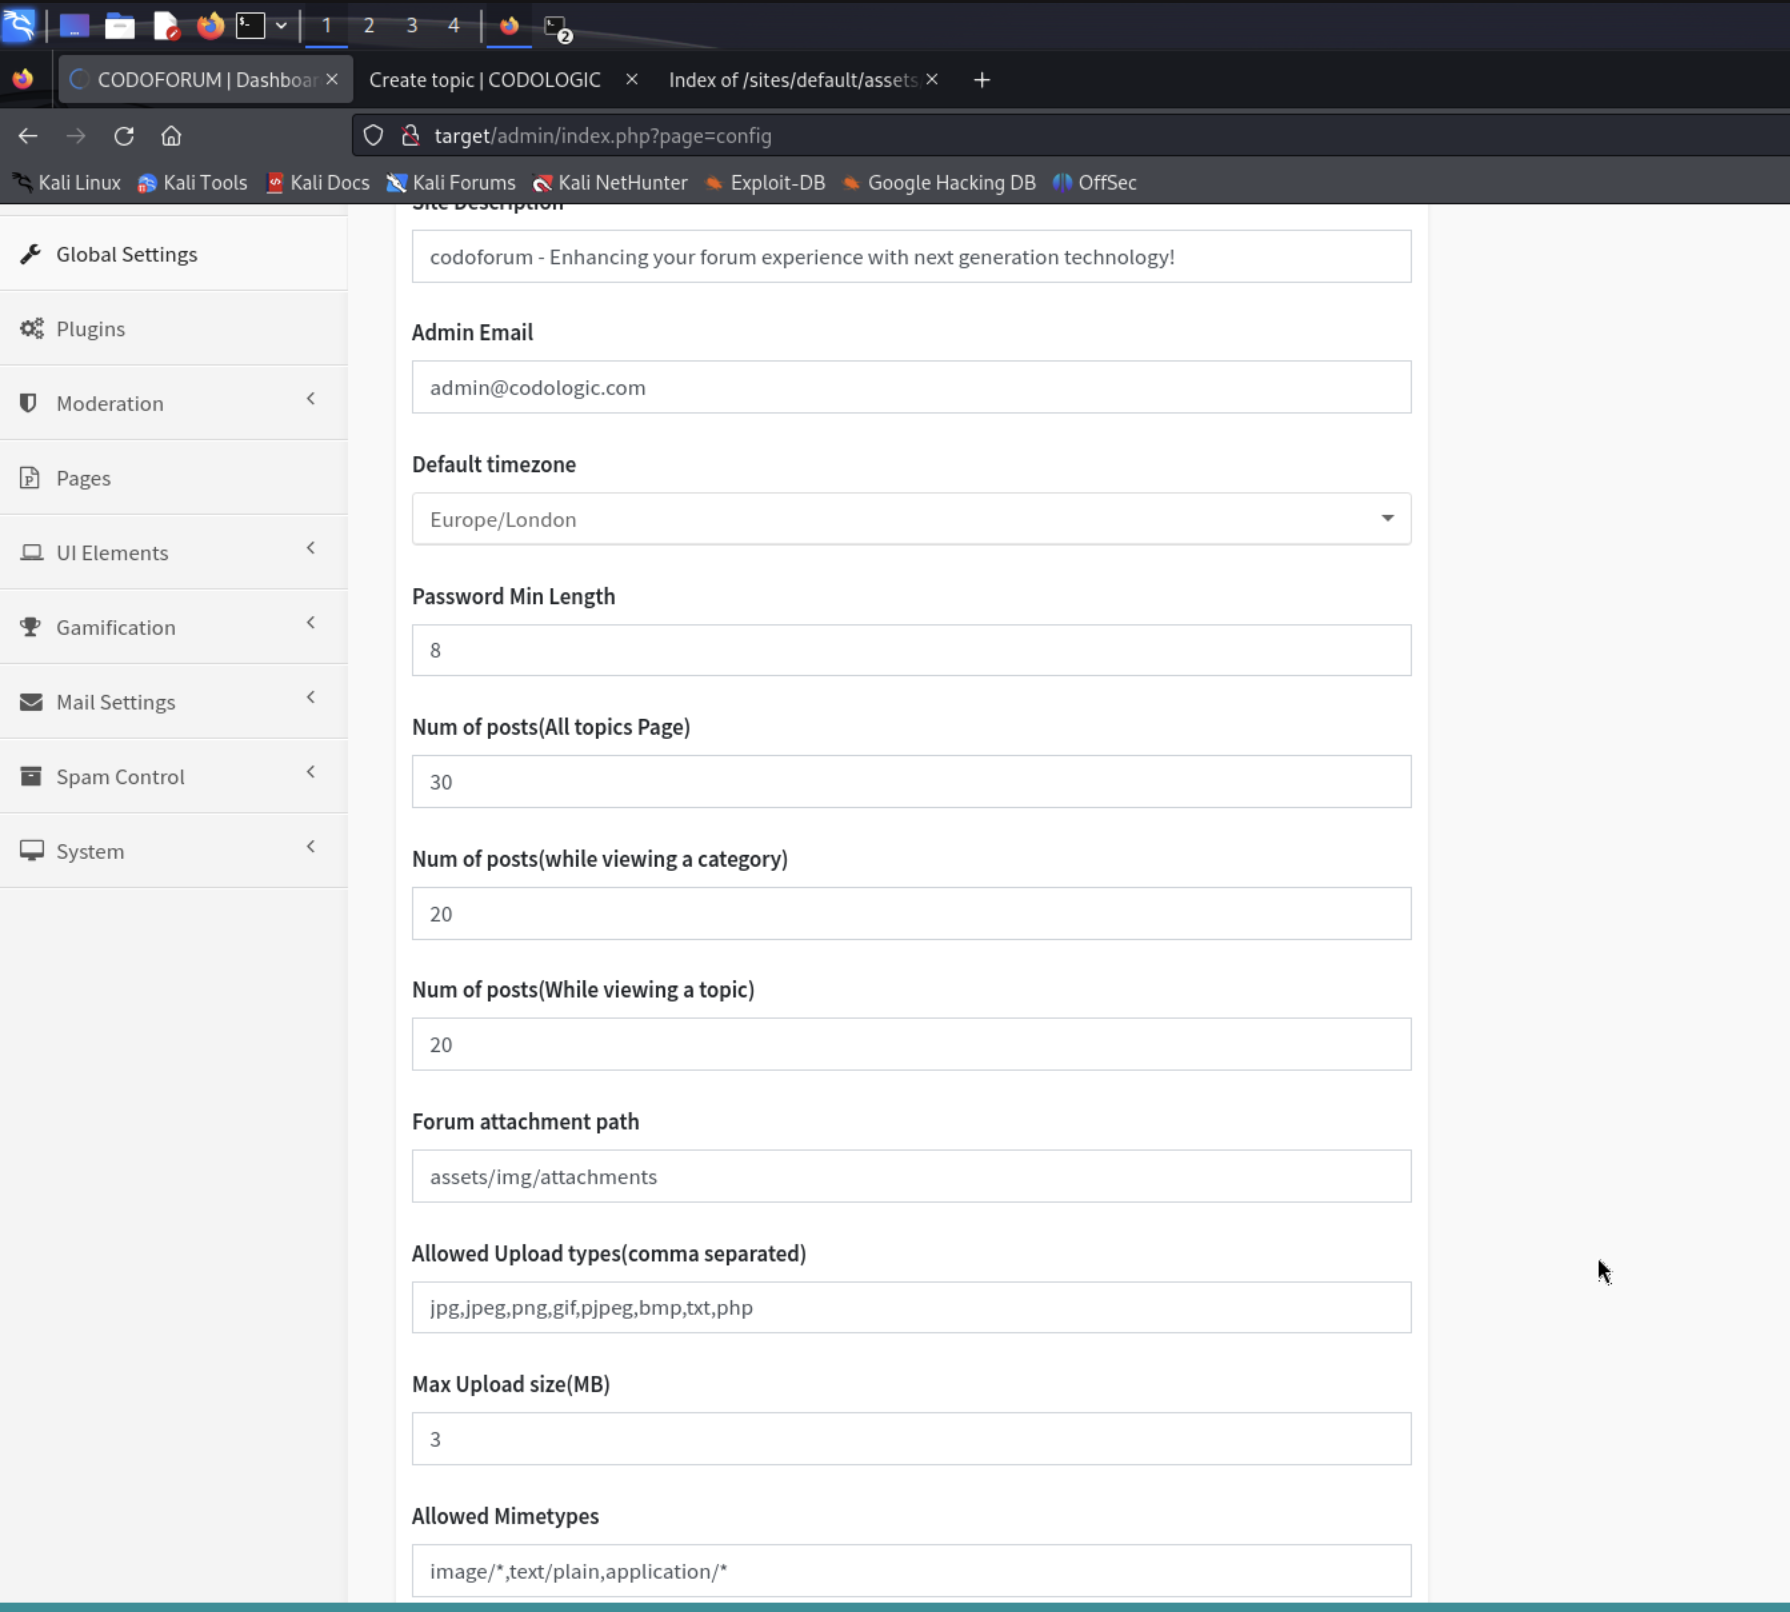 1 2 3 4 2
CODOFORUM | Dashboar
Create topic | CODOLOGIC
Index of /sites/default/assets
target/admin/index.php?page=config
Kali Linux Kali Tools Kali Docs Kali Forums Kali NetHunter Exploit-DB Google Hacking DB OffSec
Global Settings
Plugins
Moderation
Pages
UI Elements
Gamification
Mail Settings
Spam Control
System
Site Description
codoforum - Enhancing your forum experience with next generation technology!
Admin Email
admin@codologic.com
Default timezone
Europe/London
Password Min Length
8
Num of posts(All topics Page)
30
Num of posts(while viewing a category)
20
Num of posts(While viewing a topic)
20
Forum attachment path
assets/img/attachments
Allowed Upload types(comma separated)
jpg,jpeg,png,gif,pjpeg,bmp,txt,php
Max Upload size(MB)
3
Allowed Mimetypes
image/*,text/plain,application/*